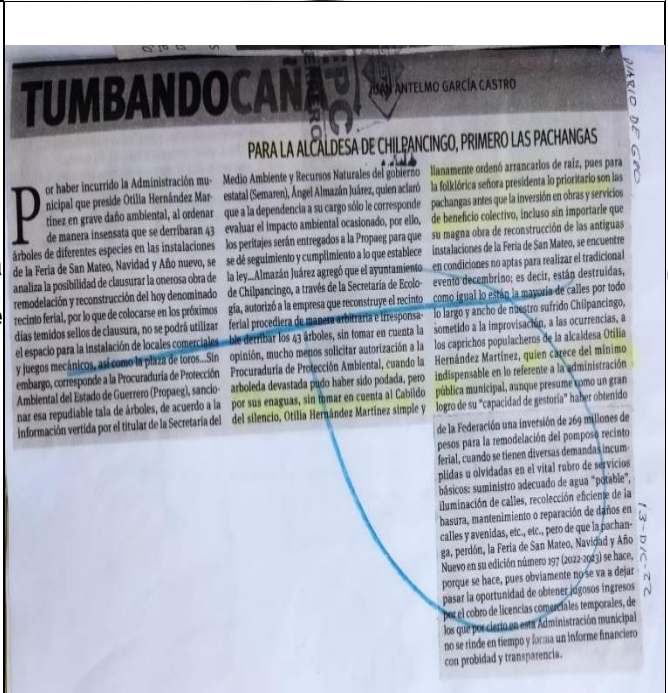 TUMBANDOCAÑA
JUAN ANTELMO GARCÍA CASTRO
PARA LA ALCALDESA DE CHILPANCINGO, PRIMERO LAS PACHANGAS
Por haber incurrido la Administración mu-
nicipal que preside Otilia Hernández Mar-
tínez en grave daño ambiental, al ordenar
de manera insensata que se derribaran 43
árboles de diferentes especies en las instalaciones
de la Feria de San Mateo, Navidad y Año nuevo, se
analiza la posibilidad de clausurar la onerosa obra de
remodelación y reconstrucción del hoy denominado
recinto ferial, por lo que de colocarse en los próximos
días temidos sellos de clausura, no se podrá utilizar
el espacio para la instalación de locales comerciales
y juegos mecánicos, así como la plaza de toros...Sin
embargo, corresponde a la Procuraduría de Protección
Ambiental del Estado de Guerrero (Propaeg), sancio-
nar esa repudiable tala de árboles, de acuerdo a la
información vertida por el titular de la Secretaría del
Medio Ambiente y Recursos Naturales del gobierno
estatal (Semaren), Ángel Almazán Juárez, quien aclaró
que a la dependencia a su cargo sólo le corresponde
evaluar el impacto ambiental ocasionado, por ello,
los peritajes serán entregados a la Propaeg para que
se dé seguimiento y cumplimiento a lo que establece
la ley...Almazán Juárez agregó que el ayuntamiento
de Chilpancingo, a través de la Secretaría de Ecolo-
gía, autorizó a la empresa que reconstruye el recinto
ferial procediera de manera arbitraria e irresponsa-
ble derribar los 43 árboles, sin tomar en cuenta la
opinión, mucho menos solicitar autorización a la
Procuraduría de Protección Ambiental, cuando la
arboleda devastada pudo haber sido podada, pero
por sus enaguas, sin tomar en cuenta al Cabildo
del silencio, Otilia Hernández Martínez simple y
llanamente ordenó arrancarlos de raíz, pues para
la folklórica señora presidenta lo prioritario son las
pachangas antes que la inversión en obras y servicios
de beneficio colectivo, incluso sin importarle que
su magna obra de reconstrucción de las antiguas
instalaciones de la Feria de San Mateo, se encuentre
en condiciones no aptas para realizar el tradicional
evento decembrino; es decir, están destruidas,
como igual lo están la mayoría de calles por todo
lo largo y ancho de nuestro sufrido Chilpancingo,
sometido a la improvisación, a las ocurrencias, a
los caprichos populacheros de la alcaldesa Otilia
Hernández Martínez, quien carece del mínimo
indispensable en lo referente a la administración
pública municipal, aunque presume como un gran
logro de su "capacidad de gestoría" haber obtenido
de la Federación una inversión de 269 millones de
pesos para la remodelación del pomposo recinto
ferial, cuando se tienen diversas demandas incum-
plidas u olvidadas en el vital rubro de servicios
básicos: suministro adecuado de agua "potable",
iluminación de calles, recolección eficiente de la
basura, mantenimiento o reparación de daños en
calles y avenidas, etc., etc., pero de que la pachan-
ga, perdón, la Feria de San Mateo, Navidad y Año
Nuevo en su edición número 197 (2022-2023) se hace,
porque se hace, pues obviamente no se va a dejar
pasar la oportunidad de obtener jugosos ingresos
por el cobro de licencias comerciales temporales, de
los que por cierto en esta Administración municipal
no se rinde en tiempo y forma un informe financiero
con probidad y transparencia.
DIARIO DE GRO
13-DIC-22